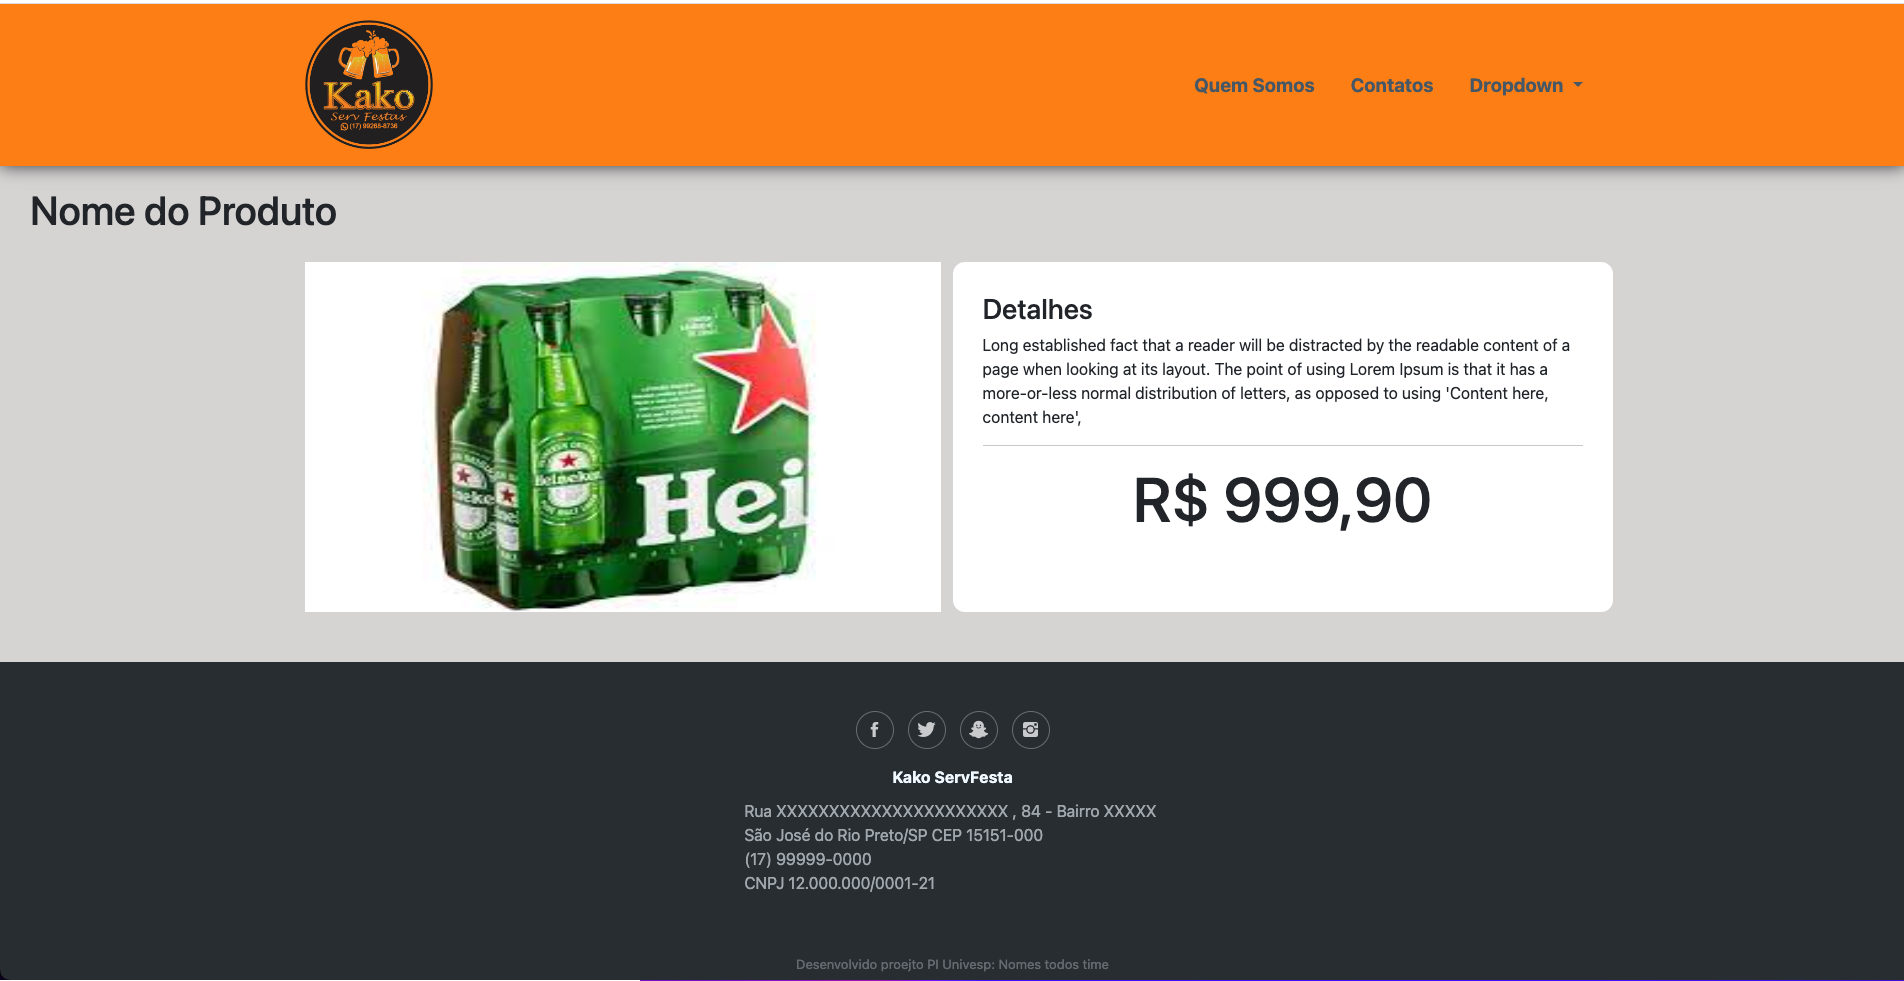 Kako
Serv Festas
(17) 99268-8736
Quem Somos
Contatos
Dropdown
Nome do Produto
Heineken
Hei
Detalhes
Long established fact that a reader will be distracted by the readable content of a
page when looking at its layout. The point of using Lorem Ipsum is that it has a
more-or-less normal distribution of letters, as opposed to using 'Content here,
content here',
R$ 999,90
Kako ServFesta
Rua XXXXXXXXXXXXXXXXXXXXXX , 84 - Bairro XXXXX
São José do Rio Preto/SP CEP 15151-000
(17) 99999-0000
CNPJ 12.000.000/0001-21
Desenvolvido proejto PI Univesp: Nomes todos time